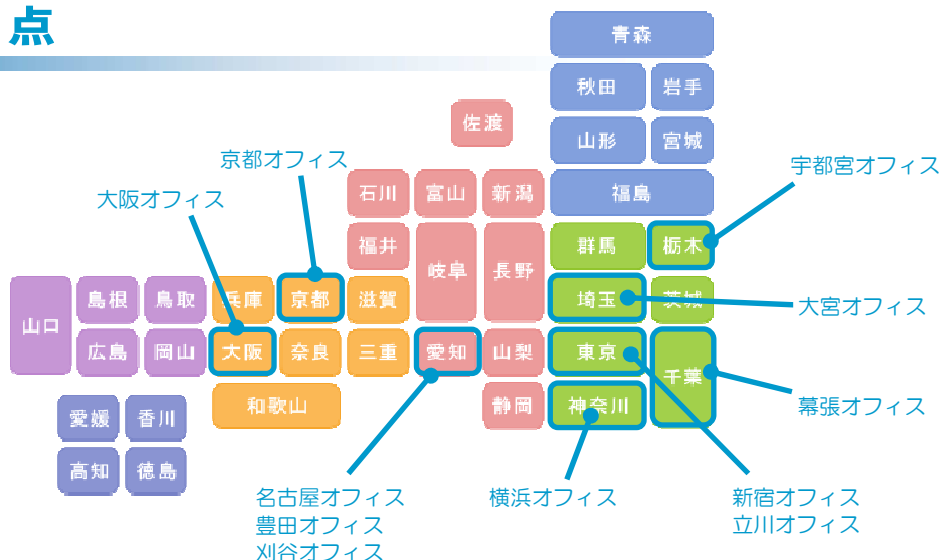 点
青森
秋田 岩手
佐渡
山形 宮城
京都オフィス
宇都宮オフィス
大阪オフィス
石川 富山 新潟 福島
福井 岐阜 長野 群馬 栃木
山口 島根 鳥取 兵庫 京都 滋賀 埼玉 茨城
大宮オフィス
広島 岡山 大阪 奈良 三重 愛知 山梨 東京 千葉
和歌山 静岡 神奈川
幕張オフィス
愛媛 香川
高知 徳島
名古屋オフィス
豊田オフィス
刈谷オフィス
横浜オフィス
新宿オフィス
立川オフィス